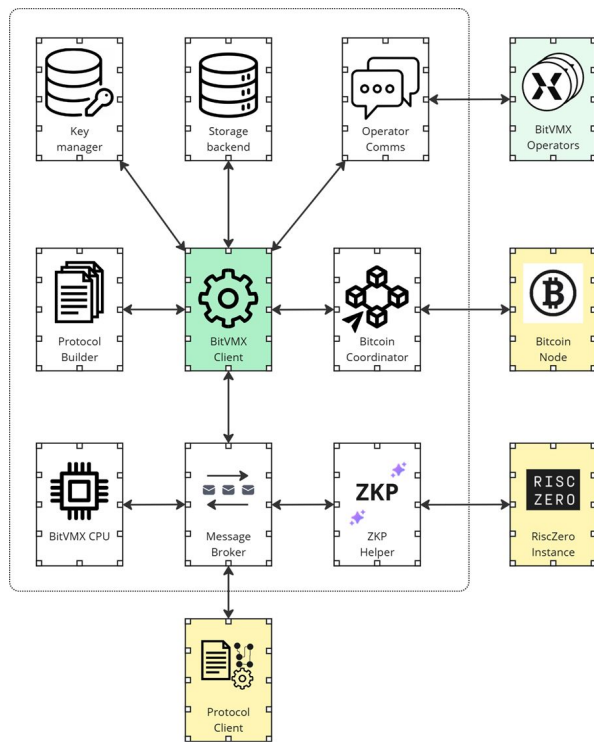 Key
manager
Storage
backend
Operator
Comms
BitVMX
Operators
Protocol
Builder
BitVMX
Client
Bitcoin
Coordinator
Bitcoin
Node
BitVMX CPU
Message
Broker
ZKP
ZKP
Helper
RISC
ZERO
RiscZero
Instance
Protocol
Client